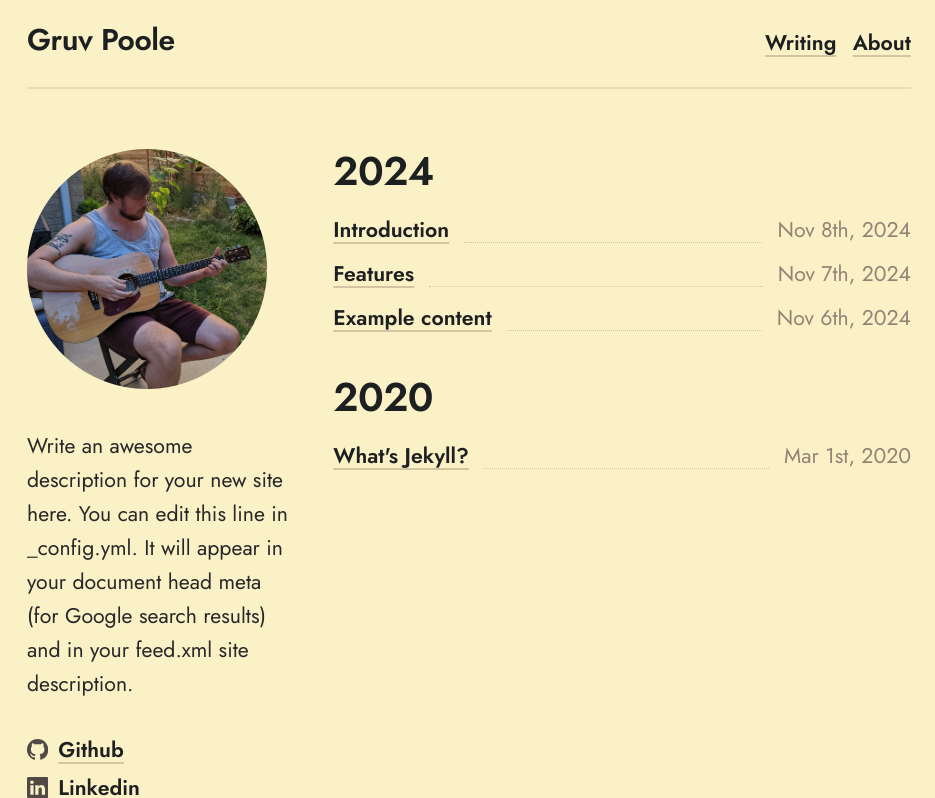 Gruv Poole
Writing About
2024
Introduction Nov 8th, 2024
Features Nov 7th, 2024
Example content Nov 6th, 2024
2020
What's Jekyll? Mar 1st, 2020
Write an awesome
description for your new site
here. You can edit this line in
_config.yml. It will appear in
your document head meta
(for Google search results)
and in your feed.xml site
description.
Github
in Linkedin